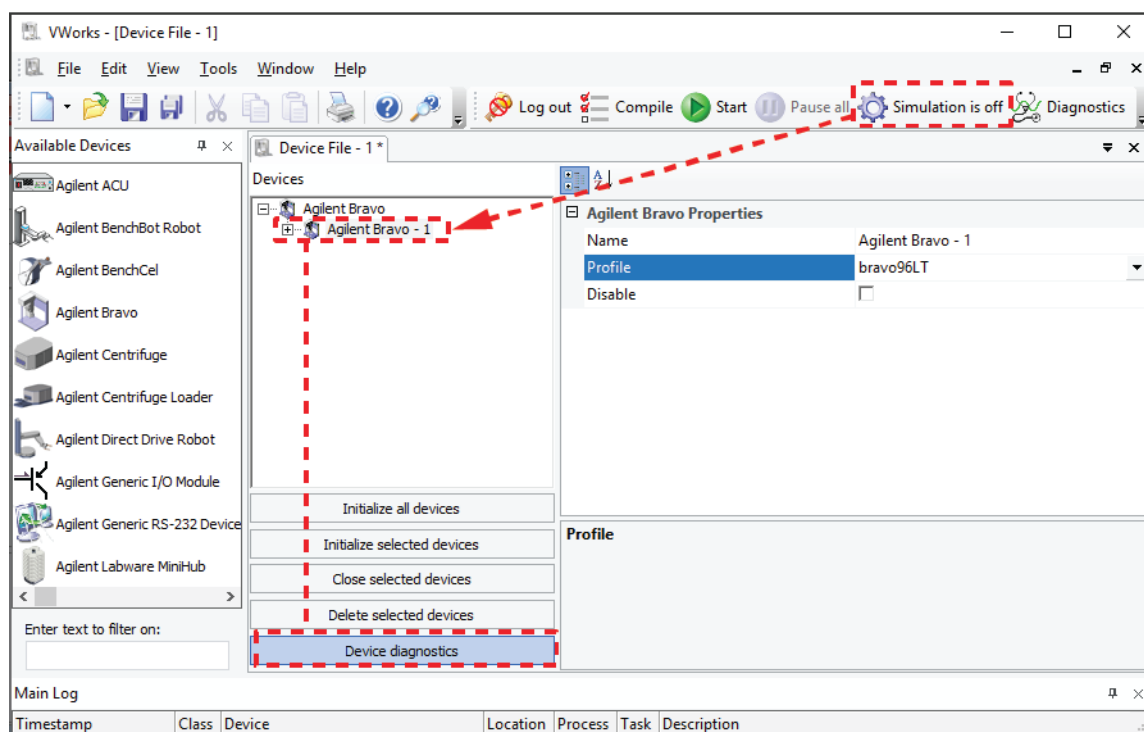 VWorks - [Device File - 1]
File Edit View Tools Window Help
Log out Compile Start Pause all Simulation is off Diagnostics
Available Devices
Agilent ACU
Agilent BenchBot Robot
Agilent BenchCel
Agilent Bravo
Agilent Centrifuge
Agilent Centrifuge Loader
Agilent Direct Drive Robot
Agilent Generic I/O Module
Agilent Generic RS-232 Device
Agilent Labware MiniHub
Enter text to filter on:
Device File - 1 *
Devices
Agilent Bravo
Agilent Bravo - 1
Initialize all devices
Initialize selected devices
Close selected devices
Delete selected devices
Device diagnostics
Agilent Bravo Properties
Name Agilent Bravo - 1
Profile bravo96LT
Disable
Profile
Main Log
Timestamp Class Device Location Process Task Description